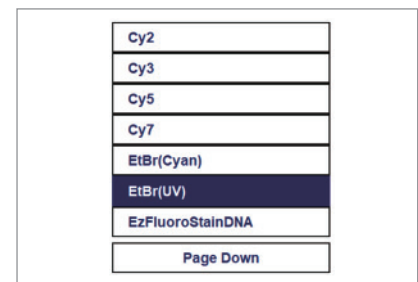 Cy2
Cy3
Cy5
Cy7
EtBr(Cyan)
EtBr(UV)
EzFluoroStainDNA
Page Down